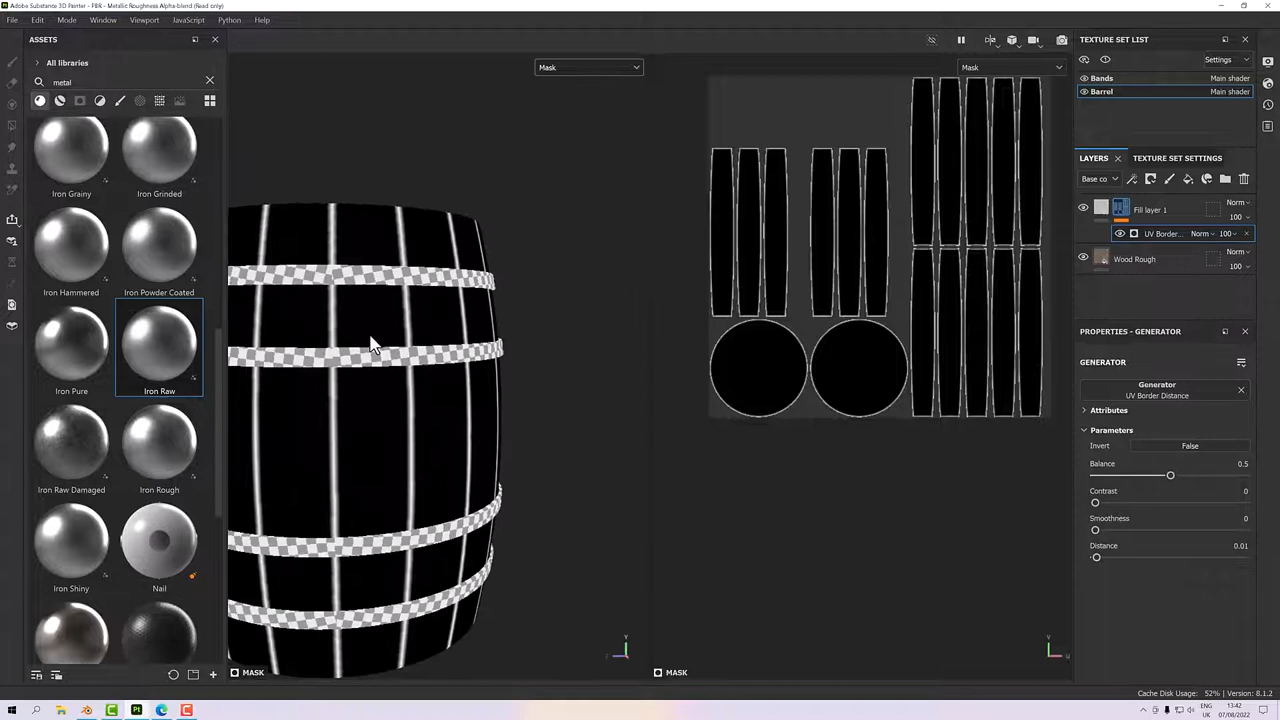 Adobe Substance 3D Painter - PBR - Metallic Roughness Alpha-blend (Read only)
File Edit Mode Window Viewport JavaScript Python Help
ASSETS
All libraries
metal
Iron Grainy Iron Grinded
Iron Hammered Iron Powder Coated
Iron Pure Iron Raw
Iron Raw Damaged Iron Rough
Iron Shiny Nail
Mask
MASK
Mask
MASK
TEXTURE SET LIST
Settings
Bands Main shader
Barrel Main shader
LAYERS TEXTURE SET SETTINGS
Base co
Fill layer 1 Norm
100
UV Border... Norm 100
Wood Rough Norm
100
PROPERTIES - GENERATOR
GENERATOR
Generator
UV Border Distance
Attributes
Parameters
Invert False
Balance 0.5
Contrast 0
Smoothness 0
Distance 0.01
Cache Disk Usage: 52% | Version: 8.1.2
Pt
ENG
UK
13:42
07/08/2022